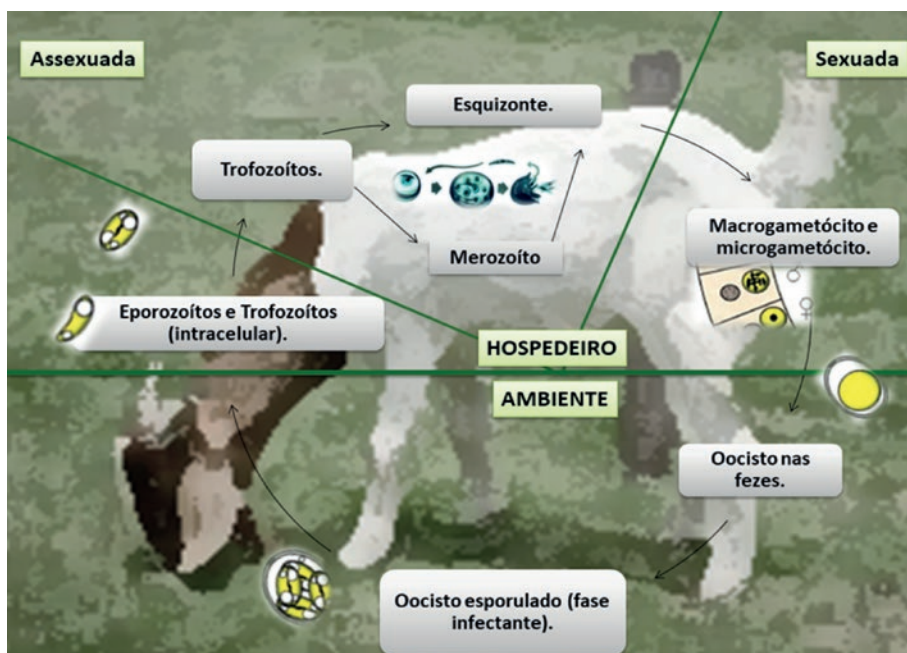 Assexuada
Sexuada
Esquizonte.
Trofozoítos.
Macrogametócito e
microgametócito.
Merozoíto
Eporozoítos e Trofozoítos
(intracelular).
HOSPEDEIRO
AMBIENTE
Oocisto nas
fezes.
Oocisto esporulado (fase
infectante).